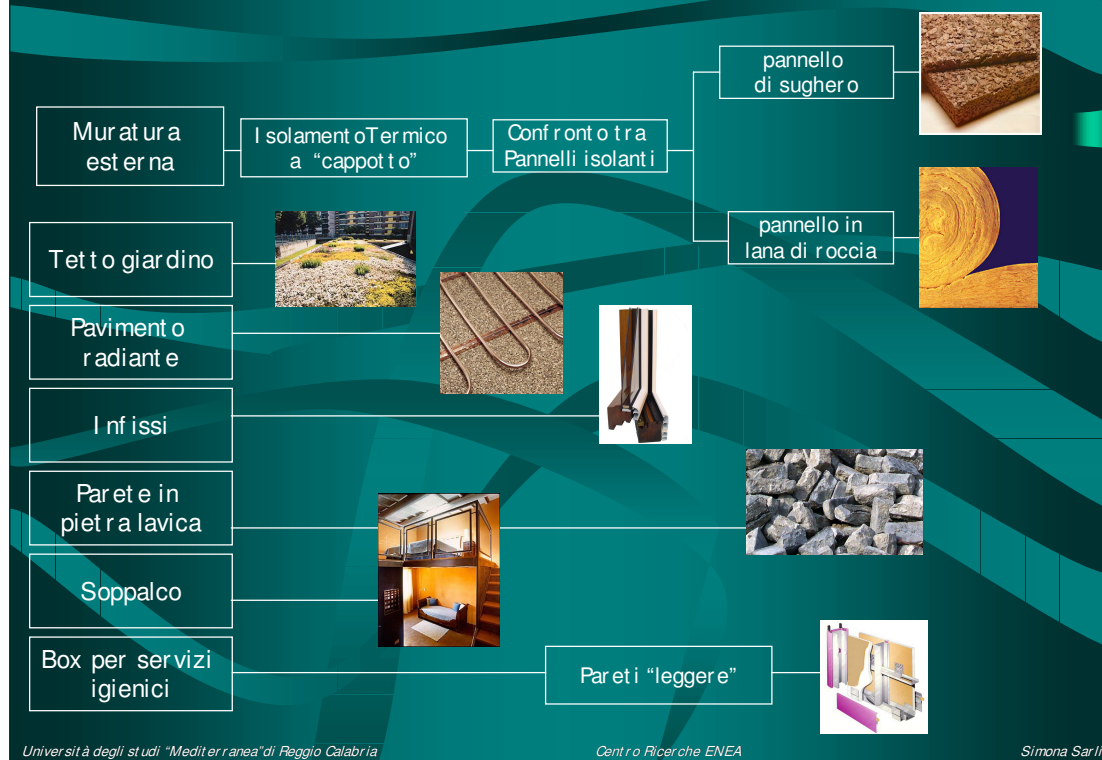 Muratura
esterna
IsolamentoTermico
a “cappotto”
Confronto tra
Pannelli isolanti
pannello
di sughero
pannello in
lana di roccia
Tetto giardino
Pavimento
radiante
Infissi
Parete in
pietra lavica
Soppalco
Box per servizi
igienici
Pareti “leggere”
Università degli studi “Mediterranea”di Reggio Calabria
Centro Ricerche ENEA
Simona Sarli